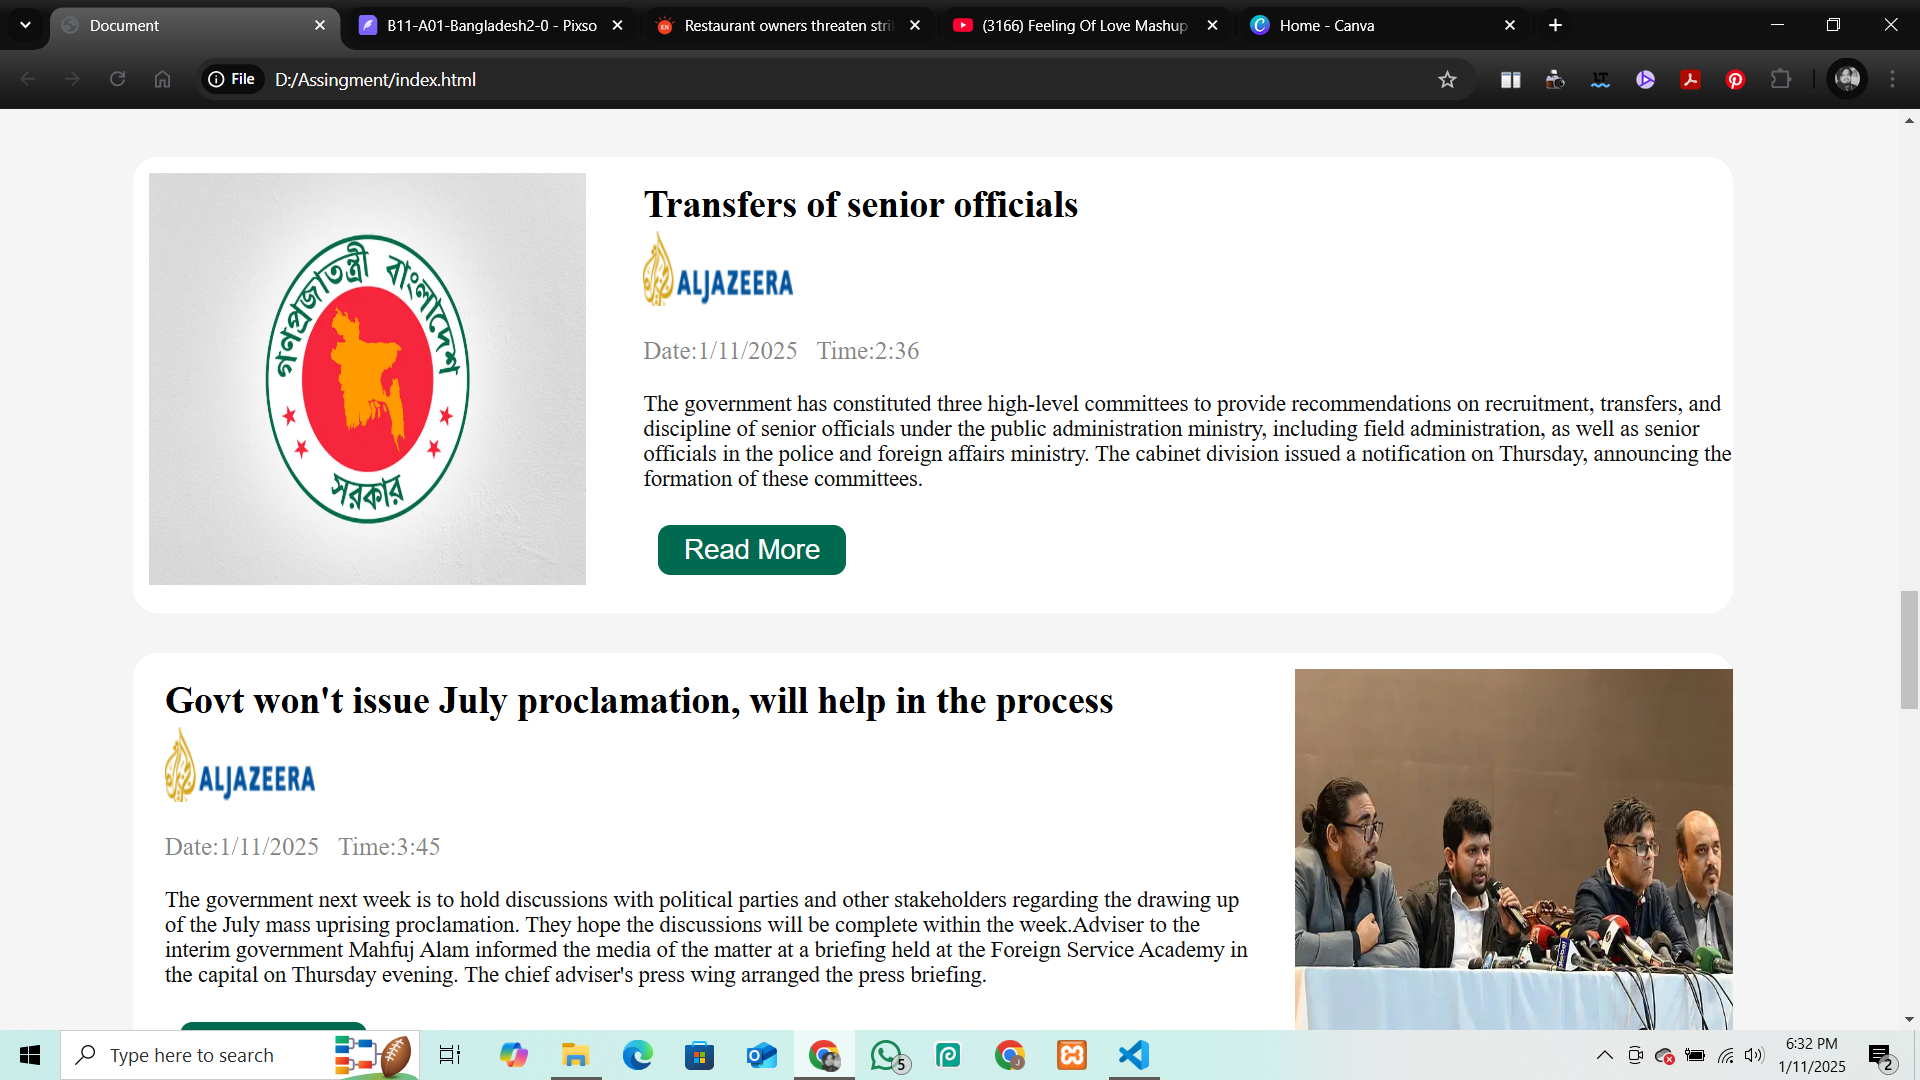 Document
B11-A01-Bangladesh2-0 - Pixso
Restaurant owners threaten stri
(3166) Feeling Of Love Mashup
Home - Canva
File
D:/Assingment/index.html
Transfers of senior officials
গণপ্রজাতন্ত্রী বাংলাদেশ
সরকার
ALJAZEERA
Date:1/11/2025 Time:2:36
The government has constituted three high-level committees to provide recommendations on recruitment, transfers, and
discipline of senior officials under the public administration ministry, including field administration, as well as senior
officials in the police and foreign affairs ministry. The cabinet division issued a notification on Thursday, announcing the
formation of these committees.
Read More
Govt won't issue July proclamation, will help in the process
ALJAZEERA
Date:1/11/2025 Time:3:45
The government next week is to hold discussions with political parties and other stakeholders regarding the drawing up
of the July mass uprising proclamation. They hope the discussions will be complete within the week.Adviser to the
interim government Mahfuj Alam informed the media of the matter at a briefing held at the Foreign Service Academy in
the capital on Thursday evening. The chief adviser's press wing arranged the press briefing.
Type here to search
5
6:32 PM
1/11/2025
2